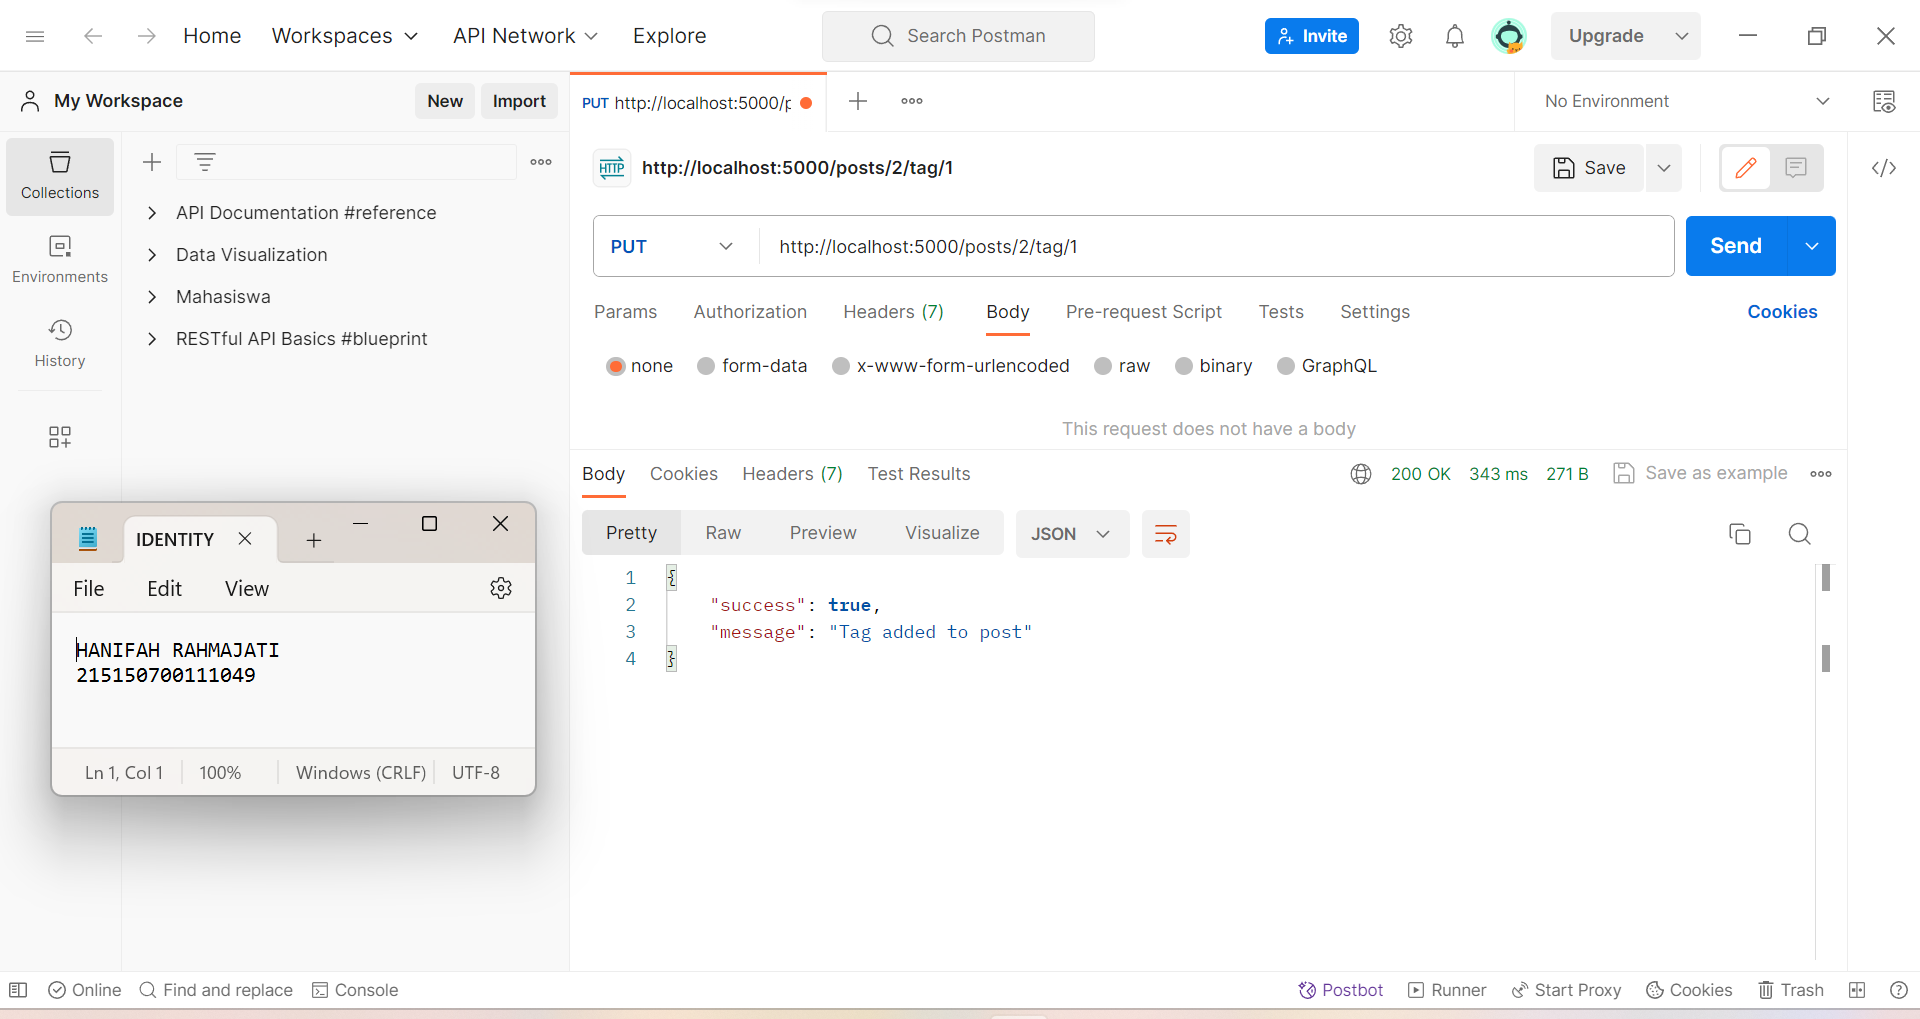 Home Workspaces API Network Explore Search Postman Invite Upgrade
My Workspace New Import PUT http://localhost:5000/p No Environment
Collections
Environments
History
API Documentation #reference
Data Visualization
Mahasiswa
RESTful API Basics #blueprint
HTTP http://localhost:5000/posts/2/tag/1 Save </>
PUT http://localhost:5000/posts/2/tag/1 Send
Params Authorization Headers (7) Body Pre-request Script Tests Settings Cookies
none form-data x-www-form-urlencoded raw binary GraphQL
This request does not have a body
Body Cookies Headers (7) Test Results 200 OK 343 ms 271 B Save as example
Pretty Raw Preview Visualize JSON
1 {
2 "success": true,
3 "message": "Tag added to post"
4 }
IDENTITY
File Edit View
HANIFAH RAHMAJATI
215150700111049
Ln 1, Col 1 100% Windows (CRLF) UTF-8
Online Find and replace Console Postbot Runner Start Proxy Cookies Trash